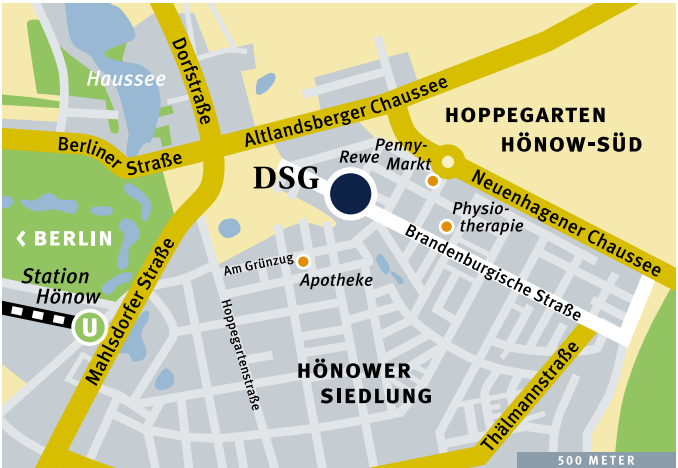 Haussee
Dorfstraße
Berliner Straße
Altlandsberger Chaussee
HOPPEGARTEN
HÖNOW-SÜD
Penny-
Markt
Rewe
DSG
Neuenhagener Chaussee
Physio-
therapie
Brandenburgische Straße
< BERLIN
Station
Hönow
U
Mahlsdorfer Straße
Am Grünzug
Apotheke
Hoppegartenstraße
HÖNOWER
SIEDLUNG
Thälmannstraße
500 METER